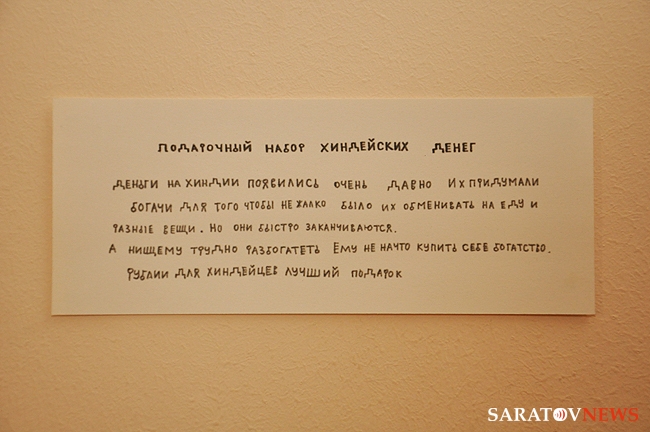 ПОДАРОЧНЫЙ НАБОР ХИНДЕЙСКИХ ДЕНЕГ
ДЕНЬГИ НА ХИНДИИ ПОЯВИЛИСЬ ОЧЕНЬ ДАВНО ИХ ПРИДУМАЛИ
БОГАЧИ ДЛЯ ТОГО ЧТОБЫ НЕ ЖАЛКО БЫЛО ИХ ОБМЕНИВАТЬ НА ЕДУ И
РАЗНЫЕ ВЕЩИ. НО ОНИ БЫСТРО ЗАКАНЧИВАЮТСЯ.
А НИЩЕМУ ТРУДНО РАЗБОГАТЕТЬ ЕМУ НЕ НАЧТО КУПИТЬ СЕБЕ БОГАТСТВО.
РУБЛИИ ДЛЯ ХИНДЕЙЦЕВ ЛУЧШИЙ ПОДАРОК
SARATOVNEWS